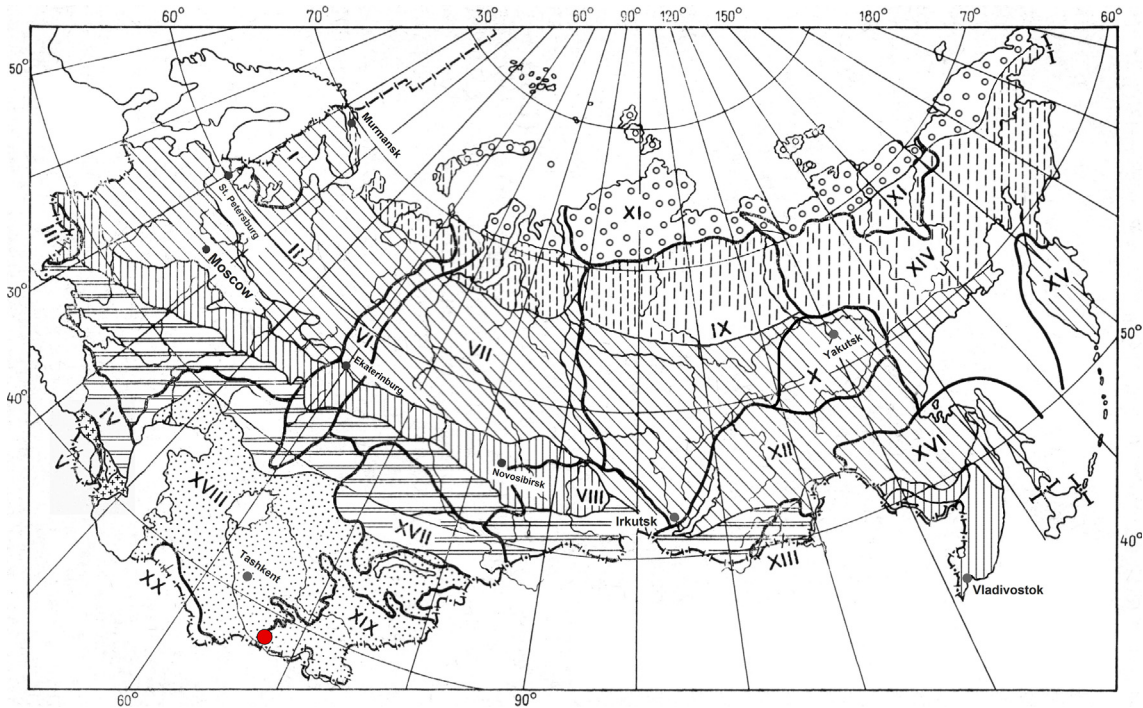 60° 70° 30° 60° 90° 120° 150° 180° 70° 60°
50°
Murmansk
I
St. Petersburg
XI
XI
III
II
Moscow
XIV
XV
30°
50°
IX
VI
VII
Yakutsk
Ekaterinburg
X
40°
IV
V
XVI
XII
Novosibirsk
XVIII
VIII
Irkutsk
XVII
40°
XIII
Tashkent
XX
Vladivostok
XIX
60° 90°